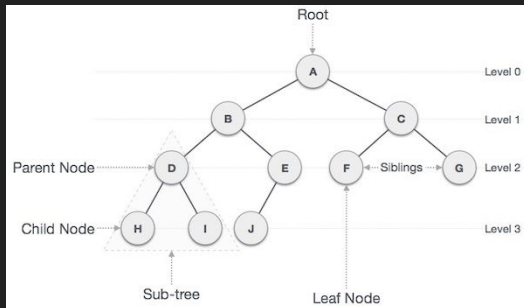 Root
A
Level 0
B
C
Level 1
Parent Node
D
E
F
Siblings
G
Level 2
Child Node
H
I
J
Level 3
Sub-tree
Leaf Node